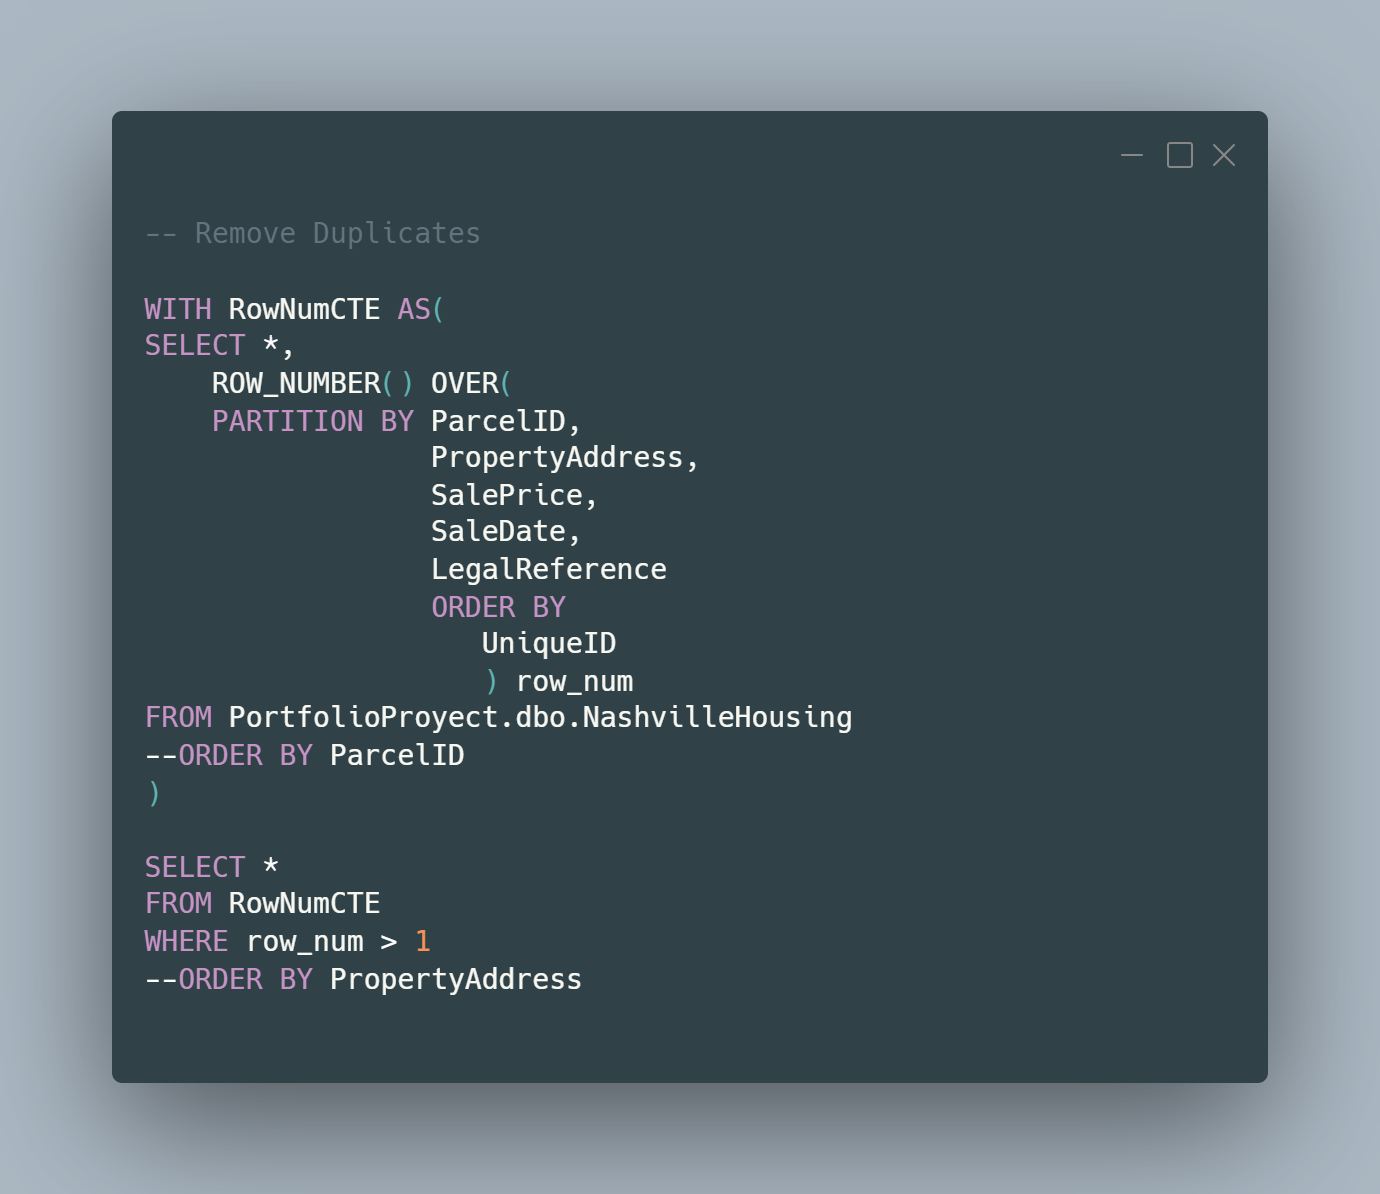 -- Remove Duplicates
WITH RowNumCTE AS(
SELECT *,
ROW_NUMBER() OVER(
PARTITION BY ParcelID,
PropertyAddress,
SalePrice,
SaleDate,
LegalReference
ORDER BY
UniqueID
) row_num
FROM PortfolioProyect.dbo.NashvilleHousing
--ORDER BY ParcelID
)
SELECT *
FROM RowNumCTE
WHERE row_num > 1
--ORDER BY PropertyAddress